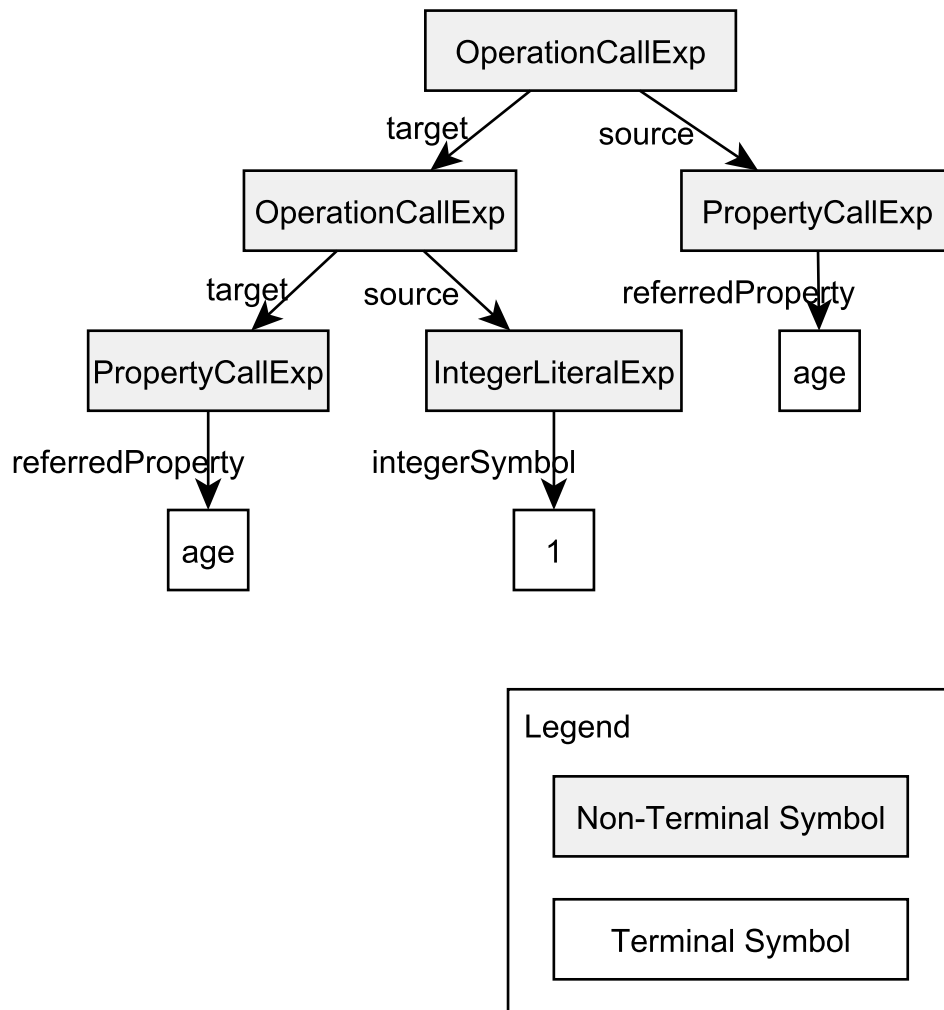 OperationCallExp
target
source
OperationCallExp
PropertyCallExp
target
source
referredProperty
PropertyCallExp
IntegerLiteralExp
age
referredProperty
integerSymbol
age
1
Legend
Non-Terminal Symbol
Terminal Symbol